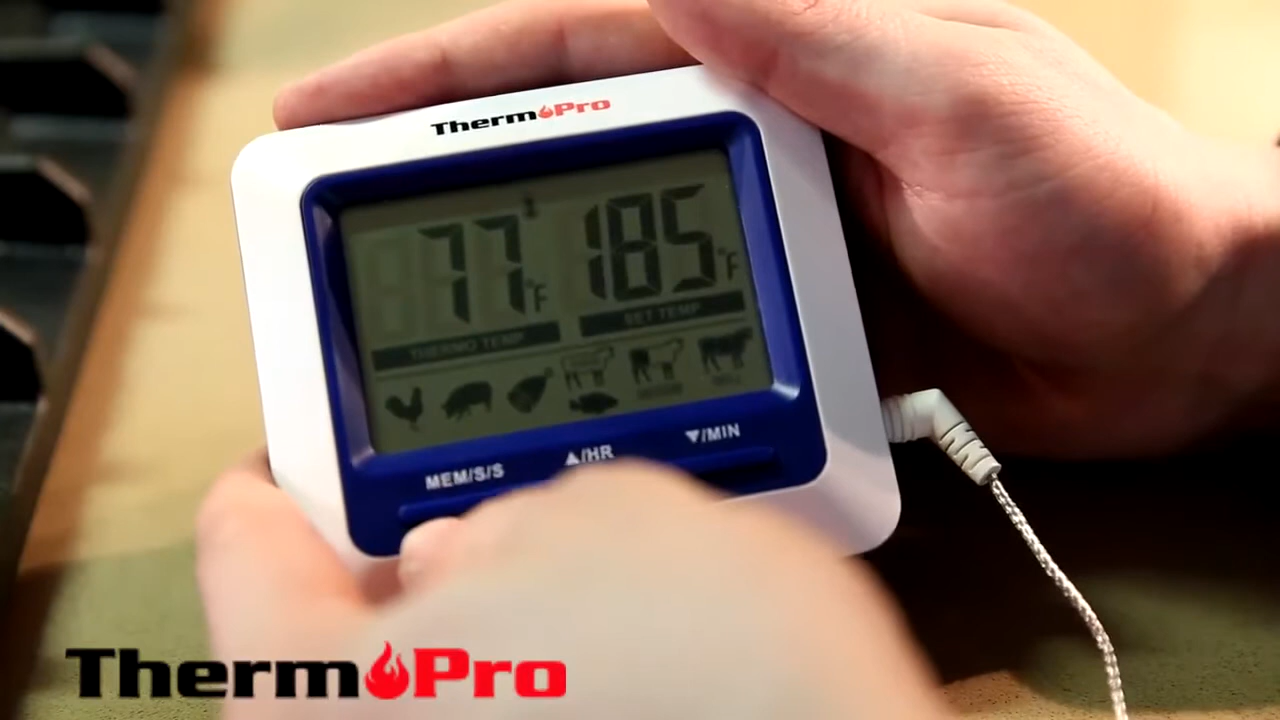 ThermoPro
77°F 185°F
THERMO TEMP SET TEMP
MEM/S/S ▲/HR ▼/MIN
ThermoPro